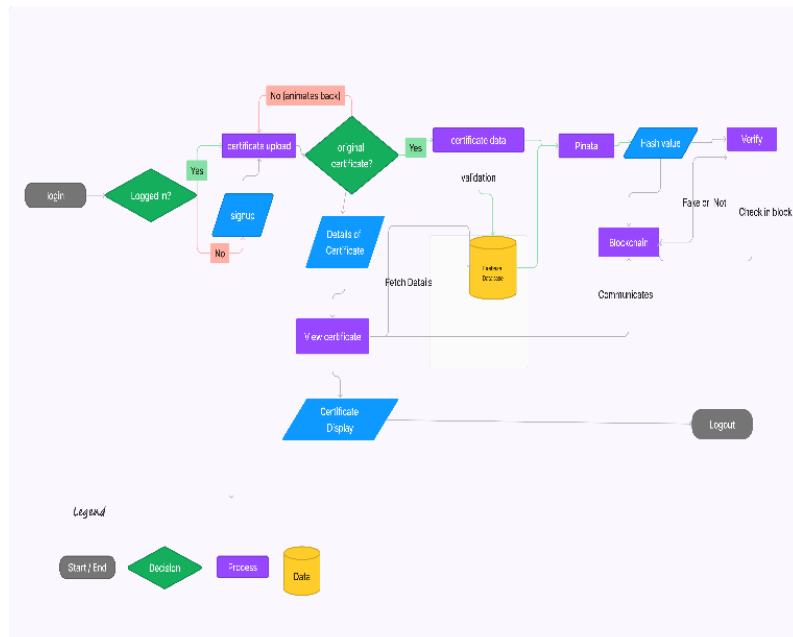 No (animates back)
certificate upload
original
certificate?
Yes
certificate data
Pinata
Hash value
Verify
Yes
login
Logged in?
signup
No
validation
Fake or Not
Check in block
Details of
Certificate
Blockchain
Database
Fetch Details
Communicates
View certificate
Certificate
Display
Logout
Legend
Start / End
Decision
Process
Data